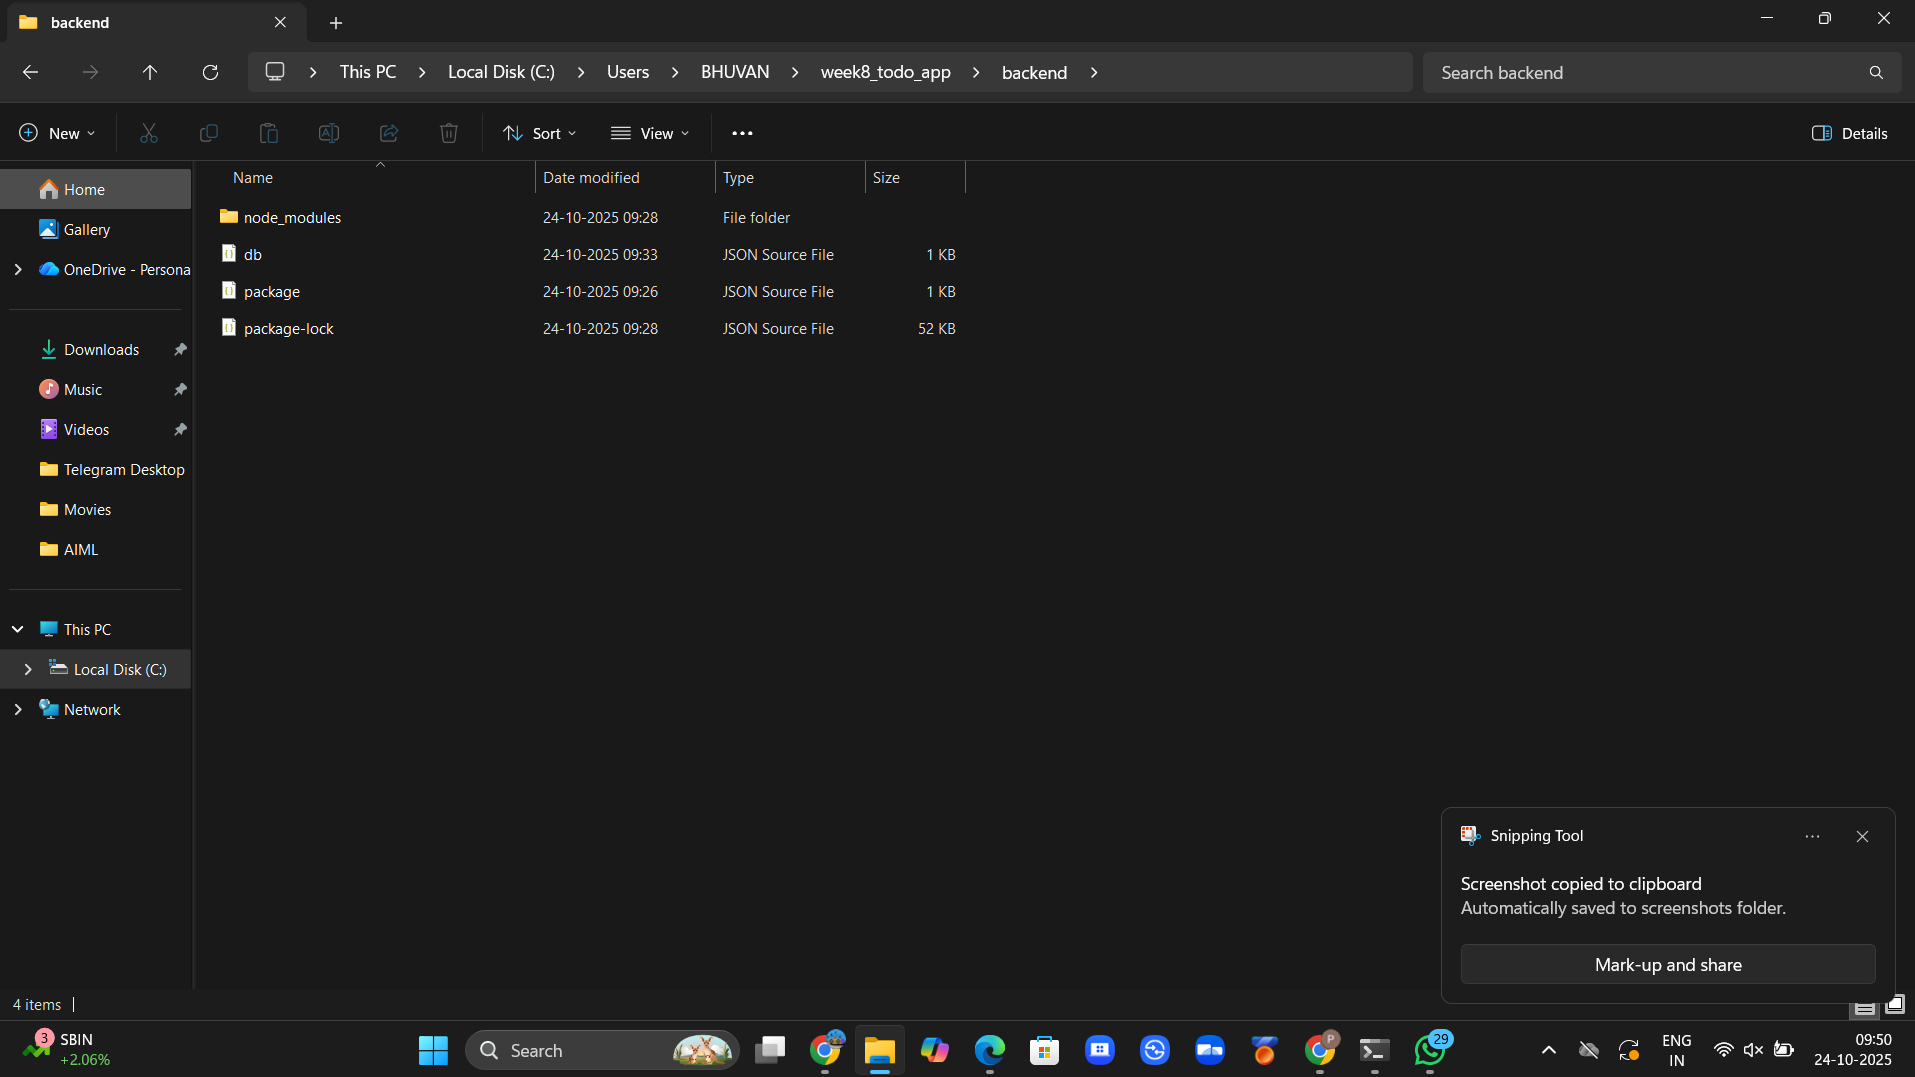 backend
This PC
Local Disk (C:)
Users
BHUVAN
week8_todo_app
backend
Search backend
New
Sort
View
Details
Name
Date modified
Type
Size
node_modules
24-10-2025 09:28
File folder
db
24-10-2025 09:33
JSON Source File
1 KB
package
24-10-2025 09:26
JSON Source File
1 KB
package-lock
24-10-2025 09:28
JSON Source File
52 KB
Home
Gallery
OneDrive - Persona
Downloads
Music
Videos
Telegram Desktop
Movies
AIML
This PC
Local Disk (C:)
Network
Snipping Tool
Screenshot copied to clipboard
Automatically saved to screenshots folder.
Mark-up and share
4 items
3
SBIN
+2.06%
Search
P
29
ENG
IN
09:50
24-10-2025